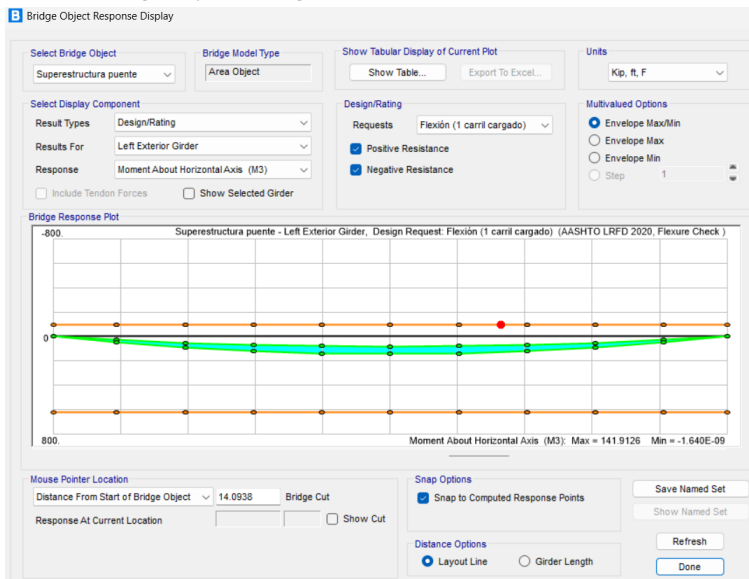 B Bridge Object Response Display
Select Bridge Object
Superestructura puente
Bridge Model Type
Area Object
Show Tabular Display of Current Plot
Show Table...
Export To Excel...
Units
Kip, ft, F
Select Display Component
Result Types
Design/Rating
Results For
Left Exterior Girder
Response
Moment About Horizontal Axis (M3)
Include Tendon Forces
Show Selected Girder
Design/Rating
Requests
Flexión (1 carril cargado)
Positive Resistance
Negative Resistance
Multivalued Options
Envelope Max/Min
Envelope Max
Envelope Min
Step
1
Bridge Response Plot
-800.
Superestructura puente - Left Exterior Girder, Design Request: Flexión (1 carril cargado) (AASHTO LRFD 2020, Flexure Check )
0
800.
Moment About Horizontal Axis (M3): Max = 141.9126 Min = -1.640E-09
Mouse Pointer Location
Distance From Start of Bridge Object
14.0938
Bridge Cut
Response At Current Location
Show Cut
Snap Options
Snap to Computed Response Points
Distance Options
Layout Line
Girder Length
Save Named Set
Show Named Set
Refresh
Done